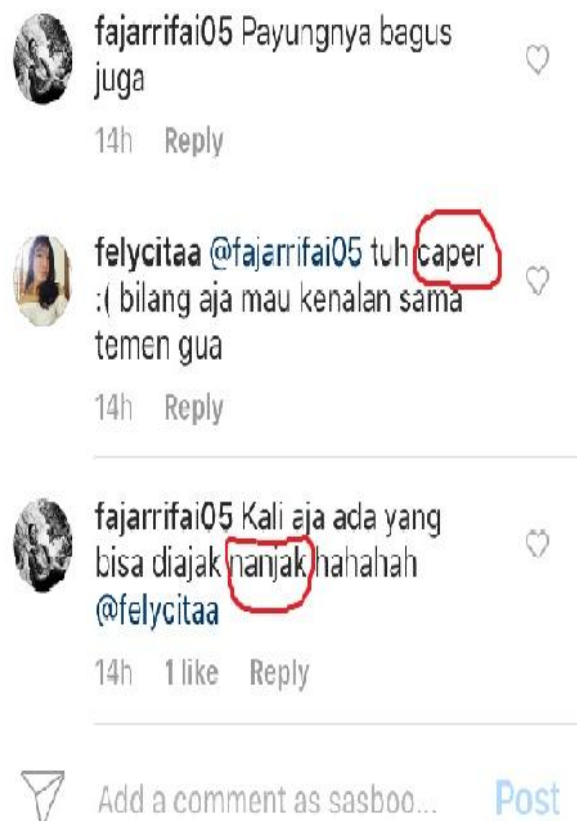 fajarrifai05 Payungnya bagus
juga
14h Reply
felycitaa @fajarrifai05 tuh caper
:( bilang aja mau kenalan sama
temen gua
14h Reply
fajarrifai05 Kali aja ada yang
bisa diajak nanjak hahahah
@felycitaa
14h 1 like Reply
Add a comment as sasboo... Post